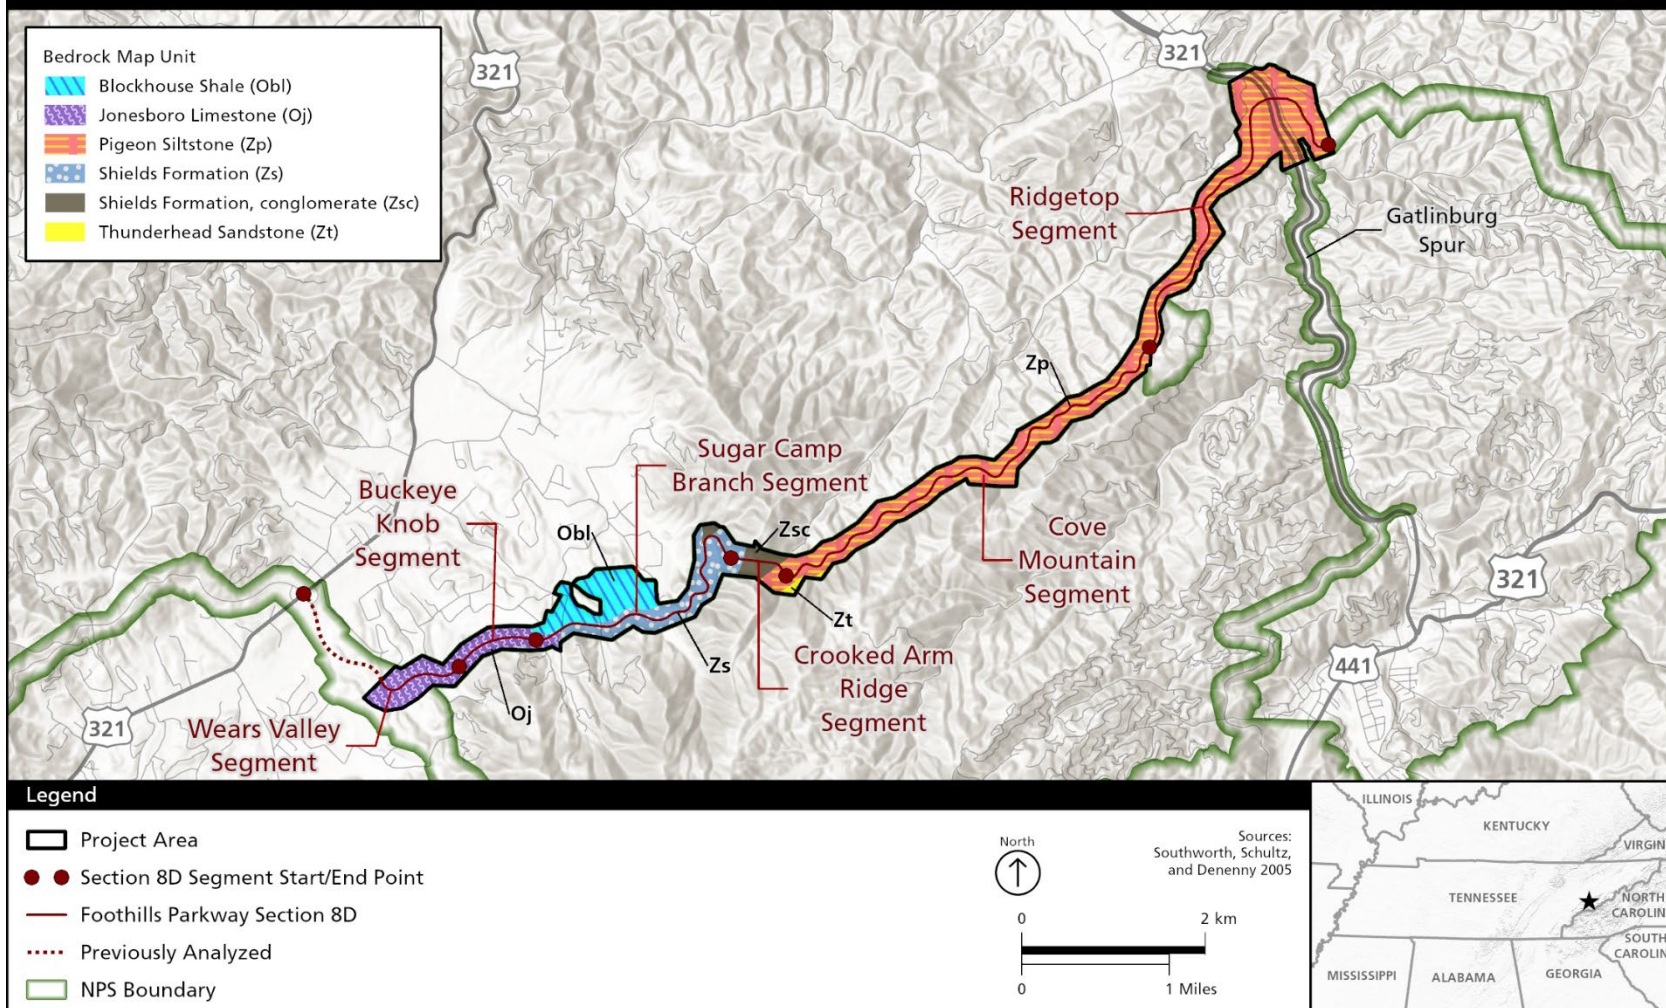 Bedrock Map Unit
Blockhouse Shale (Obl)
Jonesboro Limestone (Oj)
Pigeon Siltstone (Zp)
Shields Formation (Zs)
Shields Formation, conglomerate (Zsc)
Thunderhead Sandstone (Zt)
321
321
Ridgetop
Segment
Gatlinburg
Spur
Zp
Sugar Camp
Branch Segment
Buckeye
Knob
Segment
Obl
Zsc
Cove
Mountain
Segment
321
Zt
Zs
Crooked Arm
Ridge
Segment
441
Oj
321
Wears Valley
Segment
Legend
Project Area
Section 8D Segment Start/End Point
Foothills Parkway Section 8D
Previously Analyzed
NPS Boundary
North
Sources:
Southworth, Schultz,
and Denenny 2005
0 2 km
0 1 Miles
ILLINOIS
KENTUCKY
VIRGIN
TENNESSEE
NORTH
CAROLIN
SOUTH
CAROLIN
MISSISSIPPI
ALABAMA
GEORGIA